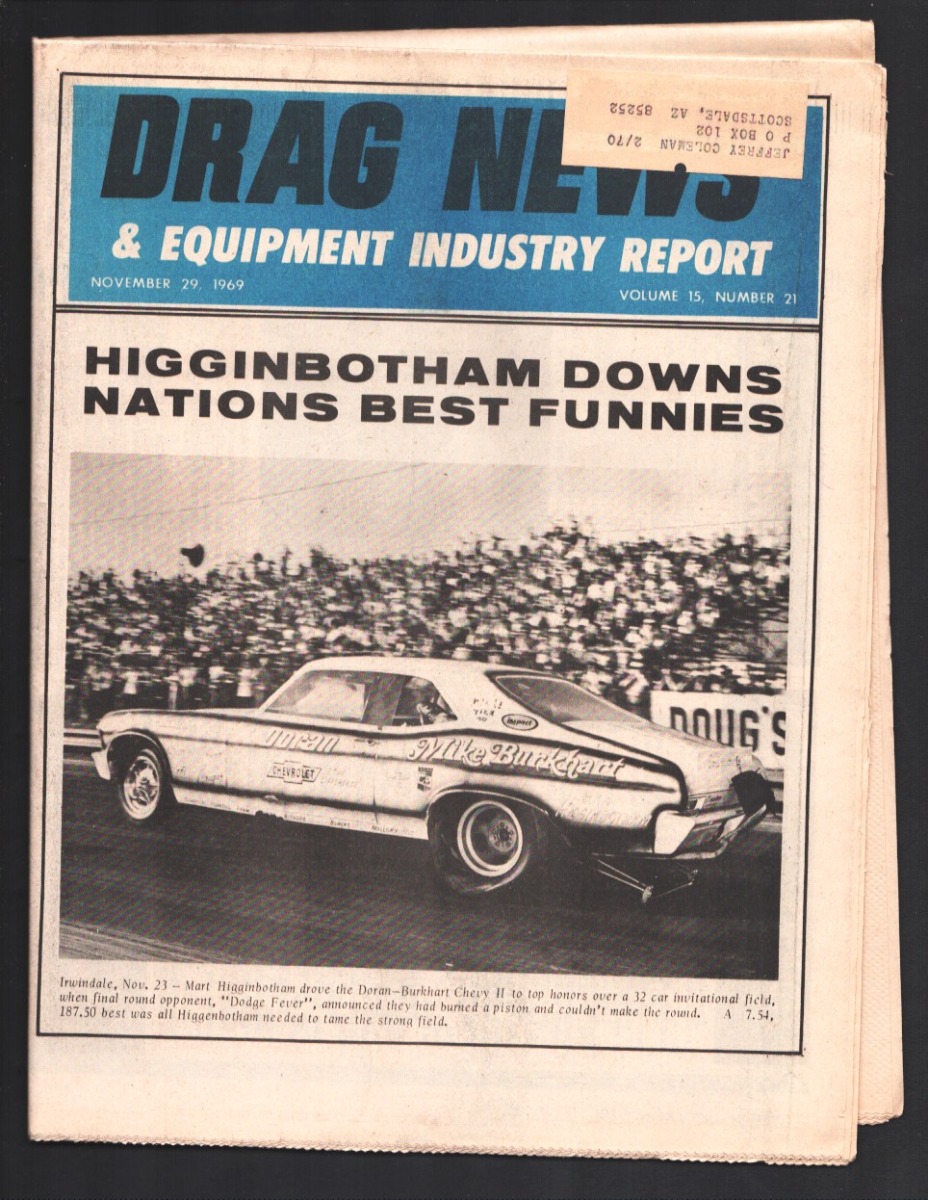 JEFFREY COLEMAN 2/70
P O BOX 102
SCOTTSDALE, AZ 85252
DRAG NEWS
& EQUIPMENT INDUSTRY REPORT
NOVEMBER 29, 1969
VOLUME 15, NUMBER 21
HIGGINBOTHAM DOWNS
NATIONS BEST FUNNIES
DOUG'S
Doran
Mike Burkhart
CHEVROLET
Irwindale, Nov. 23 – Mart Higginbotham drove the Doran–Burkhart Chevy II to top honors over a 32 car invitational field,
when final round opponent, "Dodge Fever", announced they had burned a piston and couldn't make the round. A 7.54,
187.50 best was all Higgenbotham needed to tame the strong field.